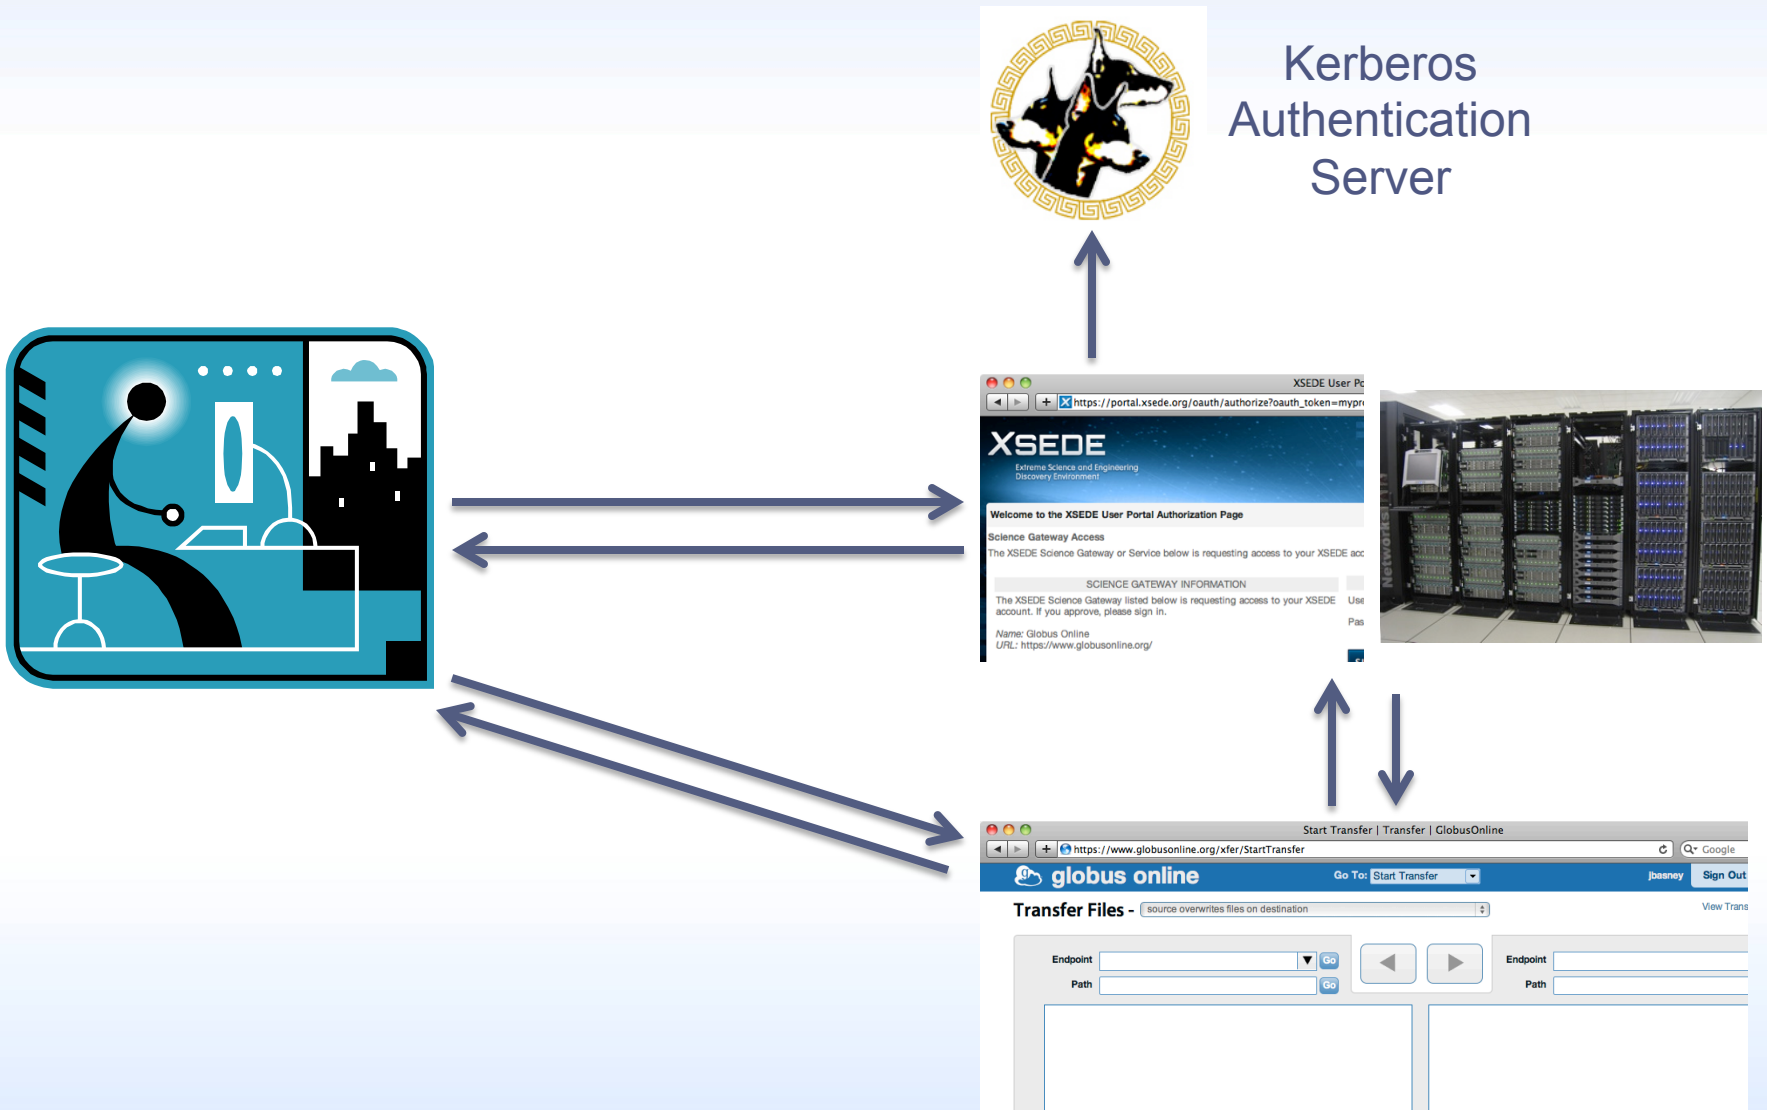 Kerberos
Authentication
Server
XSEDE User Po
https://portal.xsede.org/oauth/authorize?oauth_token=mypro
XSEDE
Extreme Science and Engineering
Discovery Environment
Welcome to the XSEDE User Portal Authorization Page
Science Gateway Access
The XSEDE Science Gateway or Service below is requesting access to your XSEDE acc
SCIENCE GATEWAY INFORMATION
The XSEDE Science Gateway listed below is requesting access to your XSEDE
account. If you approve, please sign in.
Name: Globus Online
URL: https://www.globusonline.org/
Use
Pas
Start Transfer | Transfer | GlobusOnline
https://www.globusonline.org/xfer/StartTransfer
Google
globus online
Go To: Start Transfer
jbasney
Sign Out
Transfer Files - source overwrites files on destination
View Trans
Endpoint
Go
Endpoint
Path
Go
Path